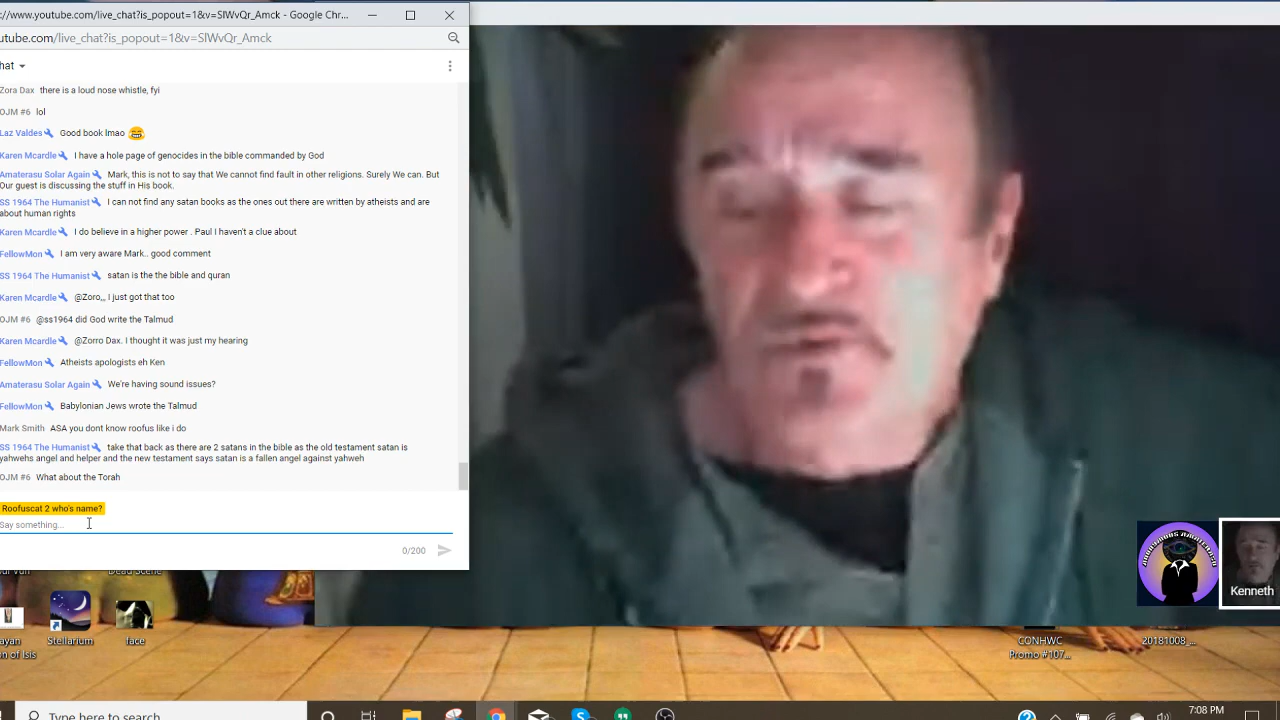 ://www.youtube.com/live_chat?is_popout=1&v=SlWvQr_Amck - Google Chr...
utube.com/live_chat?is_popout=1&v=SlWvQr_Amck
hat
Zora Dax there is a loud nose whistle, fyi
OJM #6 lol
Laz Valdes Good book lmao 😂
Karen Mcardle I have a hole page of genocides in the bible commanded by God
Amaterasu Solar Again Mark, this is not to say that We cannot find fault in other religions. Surely We can. But
Our guest is discussing the stuff in His book.
SS 1964 The Humanist I can not find any satan books as the ones out there are written by atheists and are
about human rights
Karen Mcardle I do believe in a higher power . Paul I haven't a clue about
FellowMon I am very aware Mark.. good comment
SS 1964 The Humanist satan is the the bible and quran
Karen Mcardle @Zoro,,, I just got that too
OJM #6 @ss1964 did God write the Talmud
Karen Mcardle @Zorro Dax. I thought it was just my hearing
FellowMon Atheists apologists eh Ken
Amaterasu Solar Again We're having sound issues?
FellowMon Babylonian Jews wrote the Talmud
Mark Smith ASA you dont know roofus like i do
SS 1964 The Humanist take that back as there are 2 satans in the bible as the old testament satan is
yahwehs angel and helper and the new testament says satan is a fallen angel against yahweh
OJM #6 What about the Torah
Roofuscat 2 who's name?
Say something...
0/200
Kenneth
Dead Scene
ayan
on of Isis
Stellarium
face
CONHWC
Promo #107...
20181008_...
Type here to search
7:08 PM